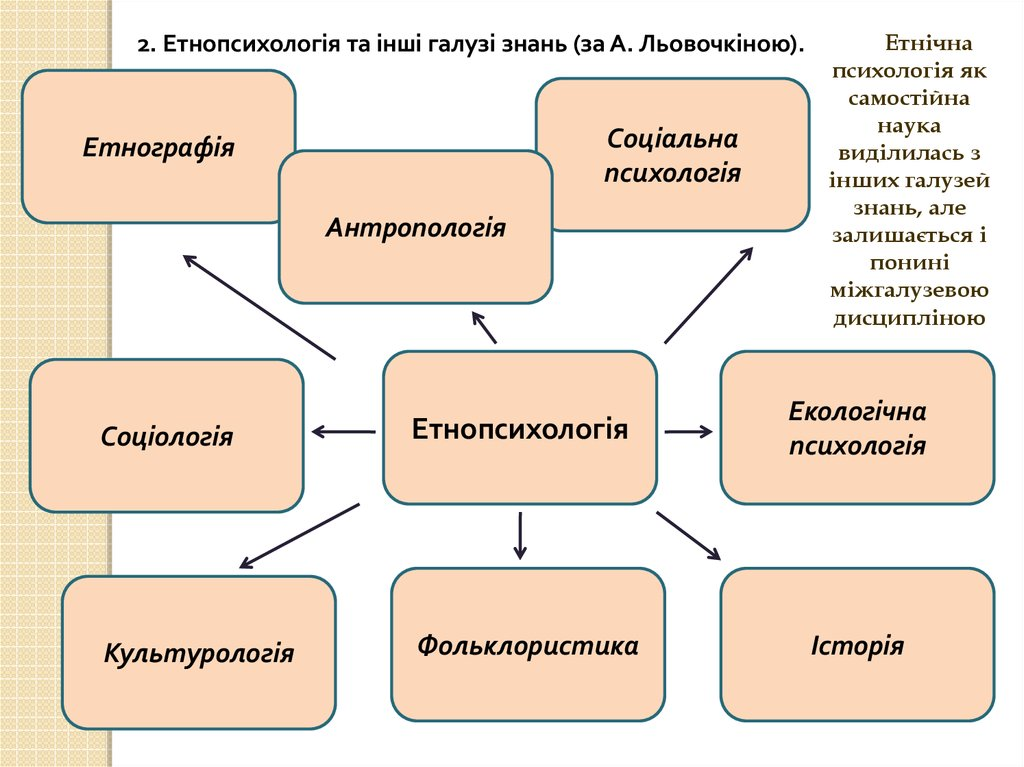 2. Етнопсихологія та інші галузі знань (за А. Льовочкіною).
Етнічна
психологія як
самостійна
наука
виділилась з
інших галузей
знань, але
залишається і
понині
міжгалузевою
дисципліною
Етнографія
Соціальна
психологія
Антропологія
Соціологія
Етнопсихологія
Екологічна
психологія
Культурологія
Фольклористика
Історія